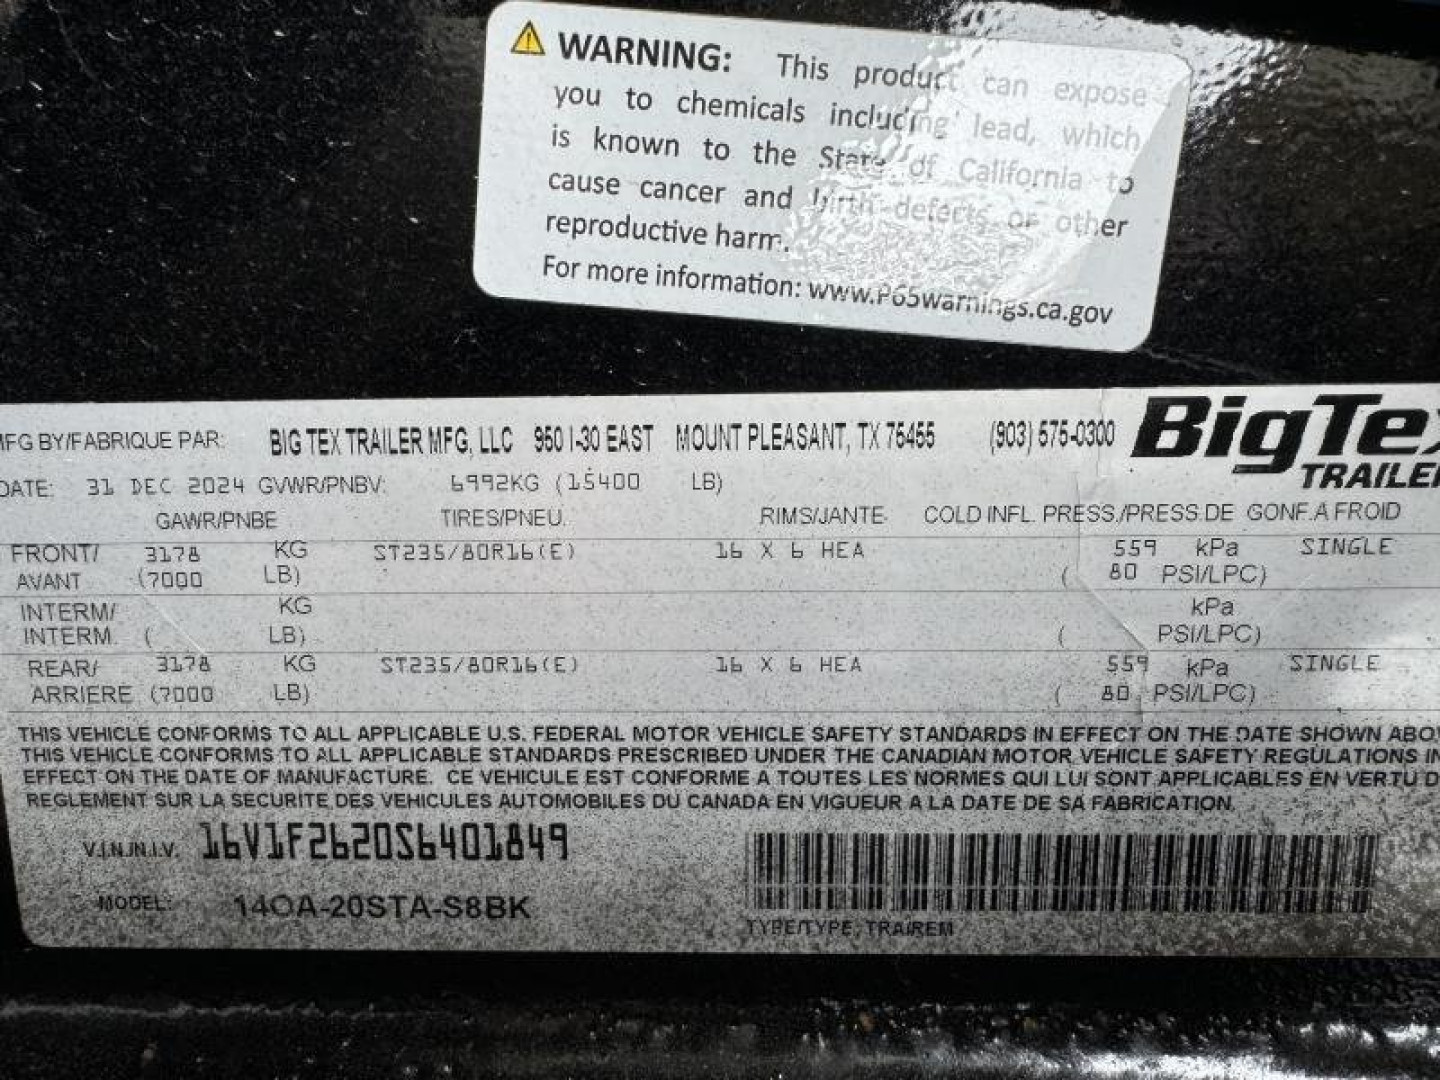 WARNING: This product can expose
you to chemicals including lead, which
is known to the State of California to
cause cancer and birth defects or other
reproductive harm.
For more information: www.P65warnings.ca.gov
MFG BY/FABRIQUE PAR: BIG TEX TRAILER MFG, LLC 950 I-30 EAST MOUNT PLEASANT, TX 75455 (903) 575-0300 BigTex
TRAILER
DATE: 31 DEC 2024 GVWR/PNBV: 6992KG (15400 LB)
GAWR/PNBE TIRES/PNEU. RIMS/JANTE COLD INFL. PRESS./PRESS.DE GONF.A FROID
FRONT/ 3178 KG ST235/80R16(E) 16 X 6 HEA 559 kPa SINGLE
AVANT (7000 LB) ( 80 PSI/LPC)
INTERM/ KG kPa
INTERM. ( LB) ( PSI/LPC)
REAR/ 3178 KG ST235/80R16(E) 16 X 6 HEA 559 kPa SINGLE
ARRIERE (7000 LB) ( 80 PSI/LPC)
THIS VEHICLE CONFORMS TO ALL APPLICABLE U.S. FEDERAL MOTOR VEHICLE SAFETY STANDARDS IN EFFECT ON THE DATE SHOWN ABO
THIS VEHICLE CONFORMS TO ALL APPLICABLE STANDARDS PRESCRIBED UNDER THE CANADIAN MOTOR VEHICLE SAFETY REGULATIONS IN
EFFECT ON THE DATE OF MANUFACTURE. CE VEHICULE EST CONFORME A TOUTES LES NORMES QUI LUI SONT APPLICABLES EN VERTU D
REGLEMENT SUR LA SECURITE DES VEHICULES AUTOMOBILES DU CANADA EN VIGUEUR A LA DATE DE SA FABRICATION.
V.I.N./N.I.V. 16V1F2620S6401849
MODEL: 14OA-20STA-S8BK
TYPE/TYPE: TRA/REM